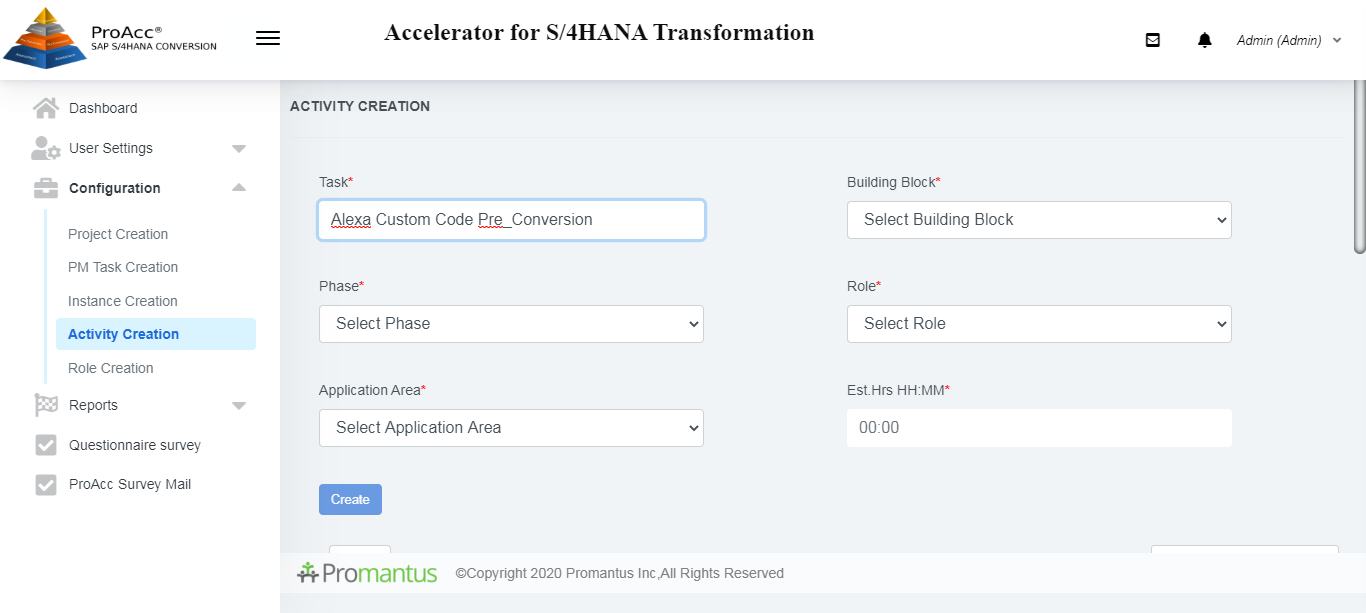 ProAcc®
SAP S/4HANA CONVERSION
Accelerator for S/4HANA Transformation
Admin (Admin)
Dashboard
User Settings
Configuration
Project Creation
PM Task Creation
Instance Creation
Activity Creation
Role Creation
Reports
Questionnaire survey
ProAcc Survey Mail
ACTIVITY CREATION
Task*
Building Block*
Alexa Custom Code Pre_Conversion
Select Building Block
Phase*
Role*
Select Phase
Select Role
Application Area*
Est.Hrs HH:MM*
Select Application Area
00:00
Create
Promantus
©Copyright 2020 Promantus Inc,All Rights Reserved